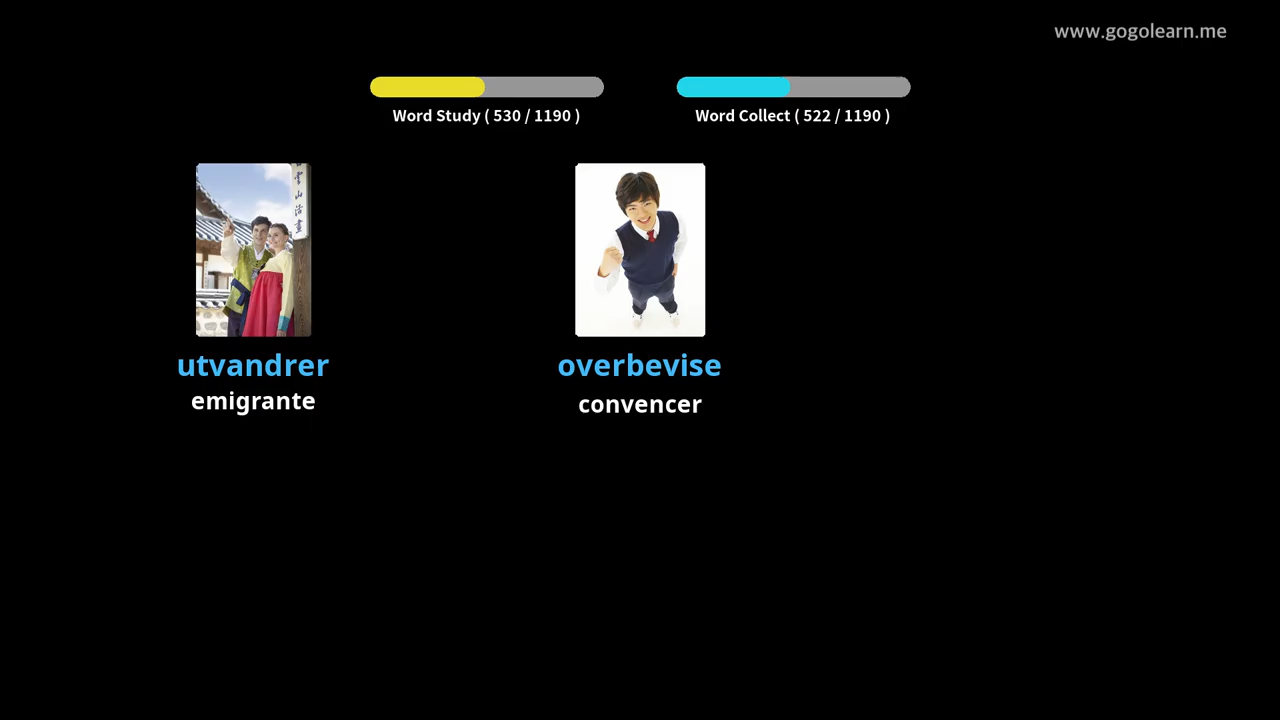 www.gogolearn.me
Word Study ( 530 / 1190 )
Word Collect ( 522 / 1190 )
utvandrer
emigrante
overbevise
convencer